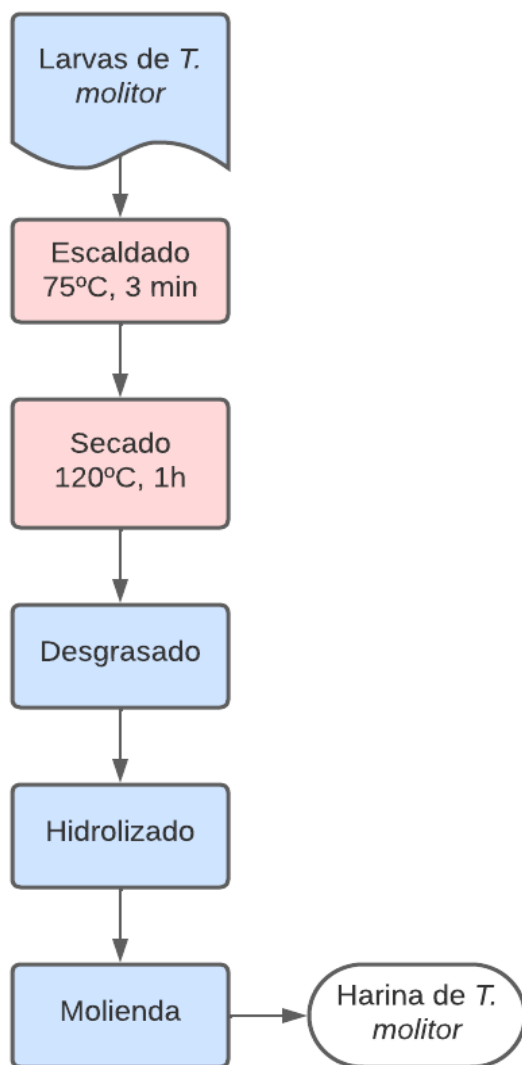 Larvas de T.
molitor
Escaldado
75ºC, 3 min
Secado
120ºC, 1h
Desgrasado
Hidrolizado
Molienda
Harina de T.
molitor